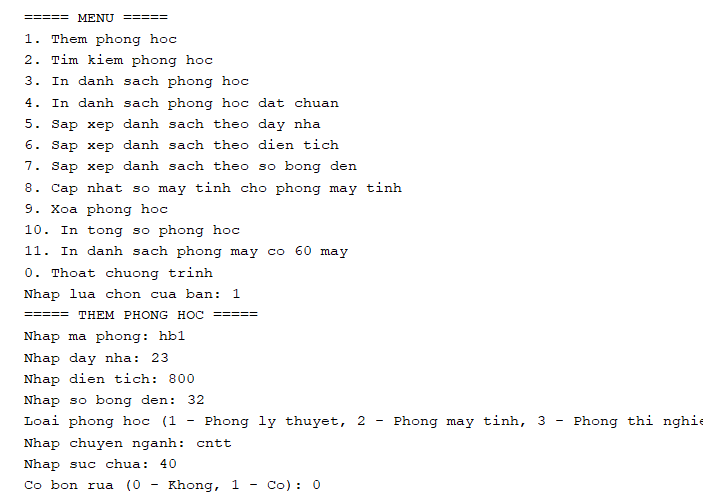 ===== MENU =====
1. Them phong hoc
2. Tim kiem phong hoc
3. In danh sach phong hoc
4. In danh sach phong hoc dat chuan
5. Sap xep danh sach theo day nha
6. Sap xep danh sach theo dien tich
7. Sap xep danh sach theo so bong den
8. Cap nhat so may tinh cho phong may tinh
9. Xoa phong hoc
10. In tong so phong hoc
11. In danh sach phong may co 60 may
0. Thoat chuong trinh
Nhap lua chon cua ban: 1
===== THEM PHONG HOC =====
Nhap ma phong: hb1
Nhap day nha: 23
Nhap dien tich: 800
Nhap so bong den: 32
Loai phong hoc (1 - Phong ly thuyet, 2 - Phong may tinh, 3 - Phong thi nghie
Nhap chuyen nganh: cntt
Nhap suc chua: 40
Co bon rua (0 - Khong, 1 - Co): 0